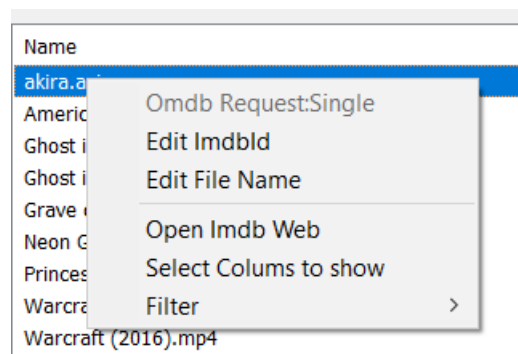 Name
akira.a
Omdb Request:Single
Americ
Edit ImdbId
Ghost i
Edit File Name
Ghost i
Grave
Open Imdb Web
Neon G
Select Colums to show
Princes
Filter
Warcra
Warcraft (2016).mp4